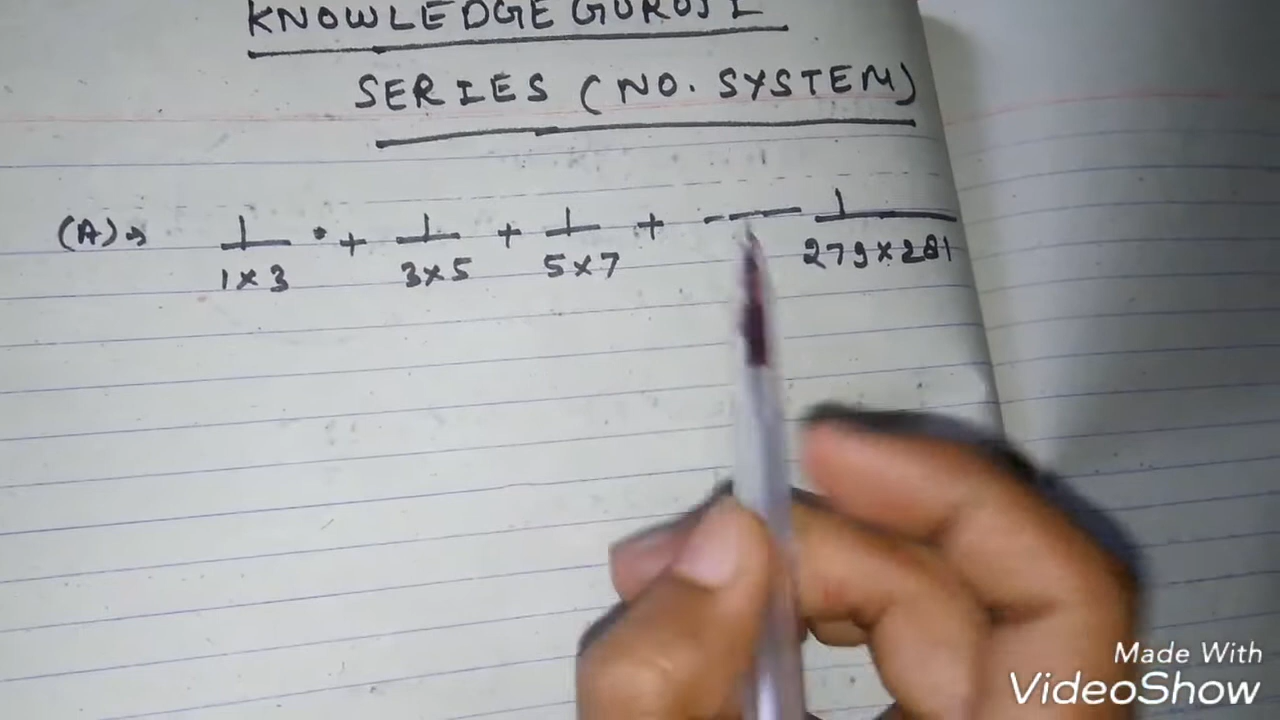 KNOWLEDGE GURUJI
SERIES (NO. SYSTEM)
(A)→ 1/1×3 + 1/3×5 + 1/5×7 + --- 1/279×281
Made With
VideoShow